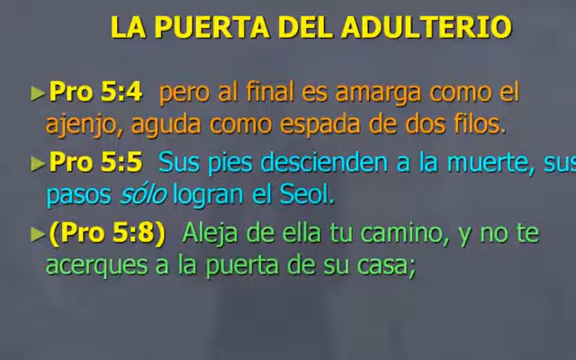 LA PUERTA DEL ADULTERIO
►Pro 5:4 pero al final es amarga como el
ajenjo, aguda como espada de dos filos.
►Pro 5:5 Sus pies descienden a la muerte, sus
pasos sólo logran el Seol.
►(Pro 5:8) Aleja de ella tu camino, y no te
acerques a la puerta de su casa;